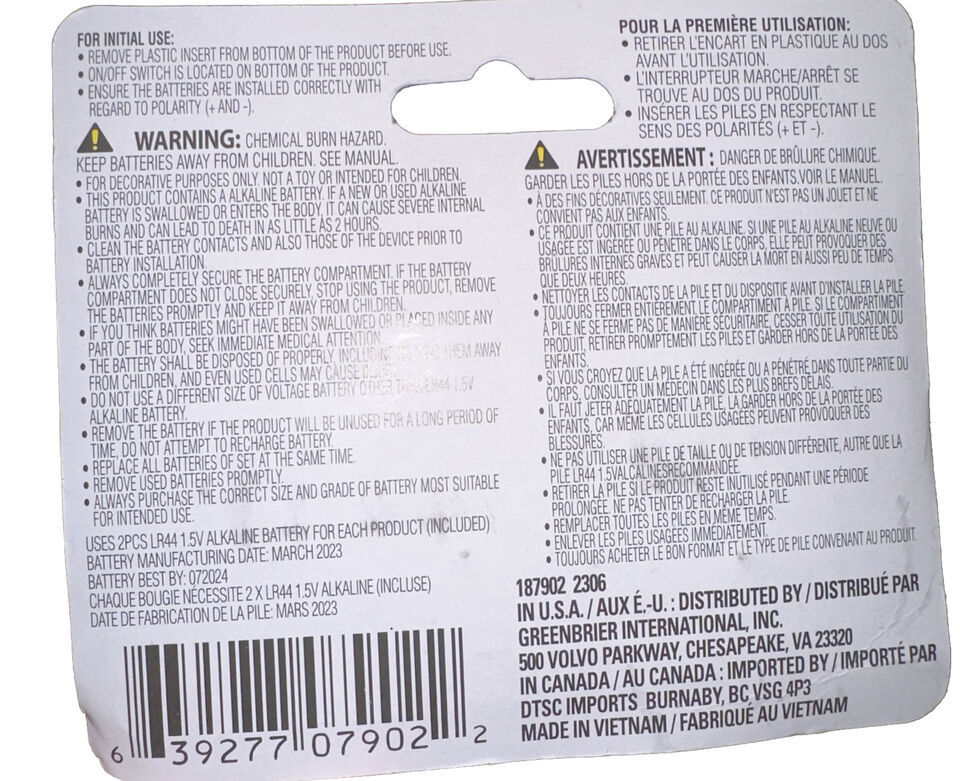 FOR INITIAL USE:
• REMOVE PLASTIC INSERT FROM BOTTOM OF THE PRODUCT BEFORE USE.
• ON/OFF SWITCH IS LOCATED ON BOTTOM OF THE PRODUCT.
• ENSURE THE BATTERIES ARE INSTALLED CORRECTLY WITH
REGARD TO POLARITY (+ AND -).
WARNING: CHEMICAL BURN HAZARD.
KEEP BATTERIES AWAY FROM CHILDREN. SEE MANUAL.
• FOR DECORATIVE PURPOSES ONLY. NOT A TOY OR INTENDED FOR CHILDREN.
• THIS PRODUCT CONTAINS A ALKALINE BATTERY. IF A NEW OR USED ALKALINE
BATTERY IS SWALLOWED OR ENTERS THE BODY, IT CAN CAUSE SEVERE INTERNAL
BURNS AND CAN LEAD TO DEATH IN AS LITTLE AS 2 HOURS.
• CLEAN THE BATTERY CONTACTS AND ALSO THOSE OF THE DEVICE PRIOR TO
BATTERY INSTALLATION.
• ALWAYS COMPLETELY SECURE THE BATTERY COMPARTMENT. IF THE BATTERY
COMPARTMENT DOES NOT CLOSE SECURELY, STOP USING THE PRODUCT, REMOVE
THE BATTERIES PROMPTLY AND KEEP IT AWAY FROM CHILDREN.
• IF YOU THINK BATTERIES MIGHT HAVE BEEN SWALLOWED OR PLACED INSIDE ANY
PART OF THE BODY, SEEK IMMEDIATE MEDICAL ATTENTION.
• THE BATTERY SHALL BE DISPOSED OF PROPERLY, INCLUDING KEEPING THEM AWAY
FROM CHILDREN, AND EVEN USED CELLS MAY CAUSE INJURY.
• DO NOT USE A DIFFERENT SIZE OF VOLTAGE BATTERY OTHER THAN LR44 1.5V
ALKALINE BATTERY.
• REMOVE THE BATTERY IF THE PRODUCT WILL BE UNUSED FOR A LONG PERIOD OF
TIME, DO NOT ATTEMPT TO RECHARGE BATTERY.
• REPLACE ALL BATTERIES OF SET AT THE SAME TIME.
• REMOVE USED BATTERIES PROMPTLY.
• ALWAYS PURCHASE THE CORRECT SIZE AND GRADE OF BATTERY MOST SUITABLE
FOR INTENDED USE.
USES 2PCS LR44 1.5V ALKALINE BATTERY FOR EACH PRODUCT (INCLUDED)
BATTERY MANUFACTURING DATE: MARCH 2023
BATTERY BEST BY: 072024
CHAQUE BOUGIE NÉCESSITE 2 X LR44 1.5V ALKALINE (INCLUSE)
DATE DE FABRICATION DE LA PILE: MARS 2023
6 39277 07902 2
POUR LA PREMIÈRE UTILISATION:
• RETIRER L'ENCART EN PLASTIQUE AU DOS
AVANT L'UTILISATION.
• L'INTERRUPTEUR MARCHE/ARRÊT SE
TROUVE AU DOS DU PRODUIT.
• INSÉRER LES PILES EN RESPECTANT LE
SENS DES POLARITÉS (+ ET -).
AVERTISSEMENT : DANGER DE BRÛLURE CHIMIQUE.
GARDER LES PILES HORS DE LA PORTÉE DES ENFANTS.VOIR LE MANUEL.
• À DES FINS DÉCORATIVES SEULEMENT. CE PRODUIT N'EST PAS UN JOUET ET NE
CONVIENT PAS AUX ENFANTS.
• CE PRODUIT CONTIENT UNE PILE AU ALKALINE. SI UNE PILE AU ALKALINE NEUVE OU
USAGÉE EST INGÉRÉE OU PÉNÈTRE DANS LE CORPS, ELLE PEUT PROVOQUER DES
BRÛLURES INTERNES GRAVES ET PEUT CAUSER LA MORT EN AUSSI PEU DE TEMPS
QUE DEUX HEURES.
• NETTOYER LES CONTACTS DE LA PILE ET DU DISPOSITIF AVANT D'INSTALLER LA PILE.
• TOUJOURS FERMER ENTIÈREMENT LE COMPARTIMENT À PILE. SI LE COMPARTIMENT
À PILE NE SE FERME PAS DE MANIÈRE SÉCURITAIRE, CESSER TOUTE UTILISATION DU
PRODUIT, RETIRER PROMPTEMENT LES PILES ET GARDER HORS DE LA PORTÉE DES
ENFANTS.
• SI VOUS CROYEZ QUE LA PILE A ÉTÉ INGÉRÉE OU A PÉNÉTRÉ DANS TOUTE PARTIE DU
CORPS, CONSULTER UN MÉDECIN DANS LES PLUS BREFS DÉLAIS.
• IL FAUT JETER ADÉQUATEMENT LA PILE, LA GARDER HORS DE LA PORTÉE DES
ENFANTS, CAR MÊME LES CELLULES USAGÉES PEUVENT PROVOQUER DES
BLESSURES.
• NE PAS UTILISER UNE PILE DE TAILLE OU DE TENSION DIFFÉRENTE, AUTRE QUE LA
PILE LR44 1.5VALCALINESRECOMMANDÉE.
• RETIRER LA PILE SI LE PRODUIT RESTE INUTILISÉ PENDANT UNE PÉRIODE
PROLONGÉE. NE PAS TENTER DE RECHARGER LA PILE.
• REMPLACER TOUTES LES PILES EN MÊME TEMPS.
• ENLEVER LES PILES USAGÉES IMMÉDIATEMENT.
• TOUJOURS ACHETER LE BON FORMAT ET LE TYPE DE PILE CONVENANT AU PRODUIT.
187902 2306
IN U.S.A. / AUX É.-U. : DISTRIBUTED BY / DISTRIBUÉ PAR
GREENBRIER INTERNATIONAL, INC.
500 VOLVO PARKWAY, CHESAPEAKE, VA 23320
IN CANADA / AU CANADA : IMPORTED BY / IMPORTÉ PAR
DTSC IMPORTS BURNABY, BC V5G 4P3
MADE IN VIETNAM / FABRIQUÉ AU VIETNAM